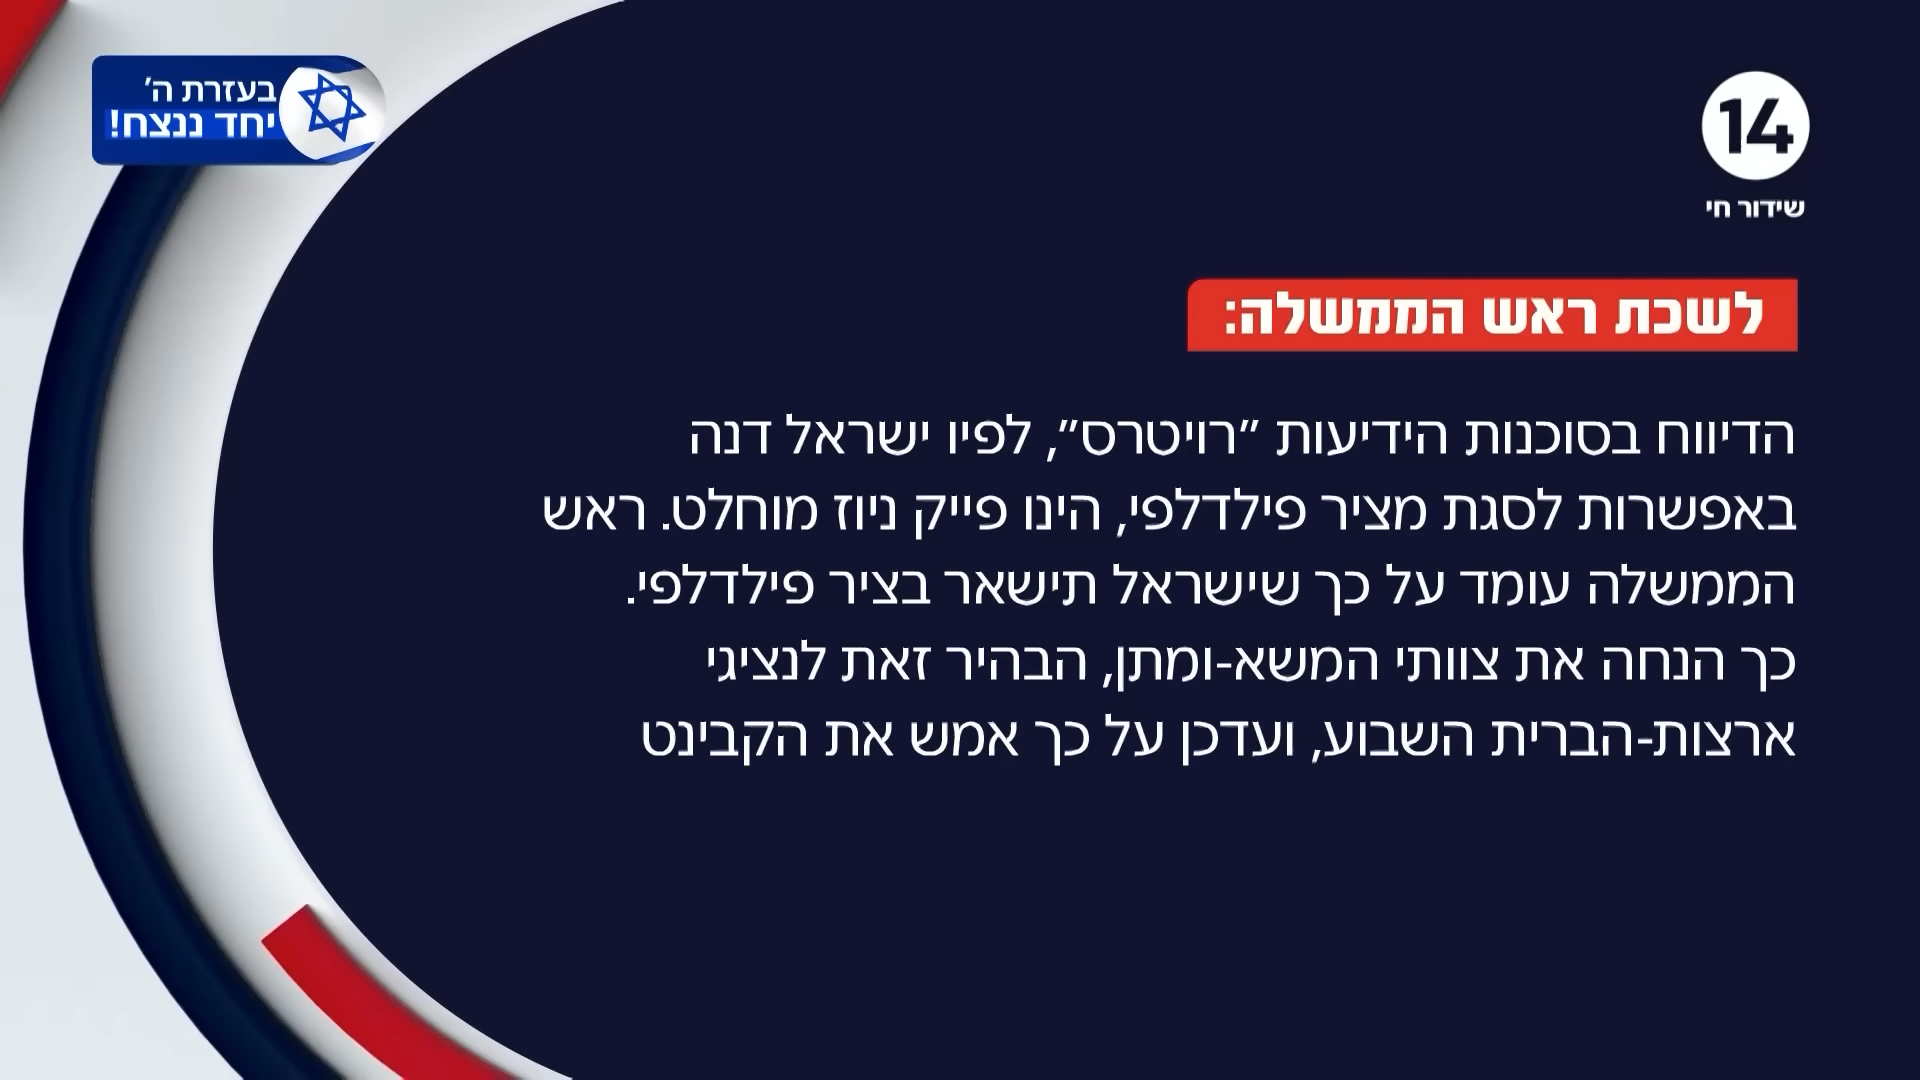 בעזרת ה׳
יחד ננצח!
14
שידור חי
לשכת ראש הממשלה:
הדיווח בסוכנות הידיעות ״רויטרס״, לפיו ישראל דנה
באפשרות לסגת מציר פילדלפי, הינו פייק ניוז מוחלט. ראש
הממשלה עומד על כך שישראל תישאר בציר פילדלפי.
כך הנחה את צוותי המשא-ומתן, הבהיר זאת לנציגי
ארצות-הברית השבוע, ועדכן על כך אמש את הקבינט